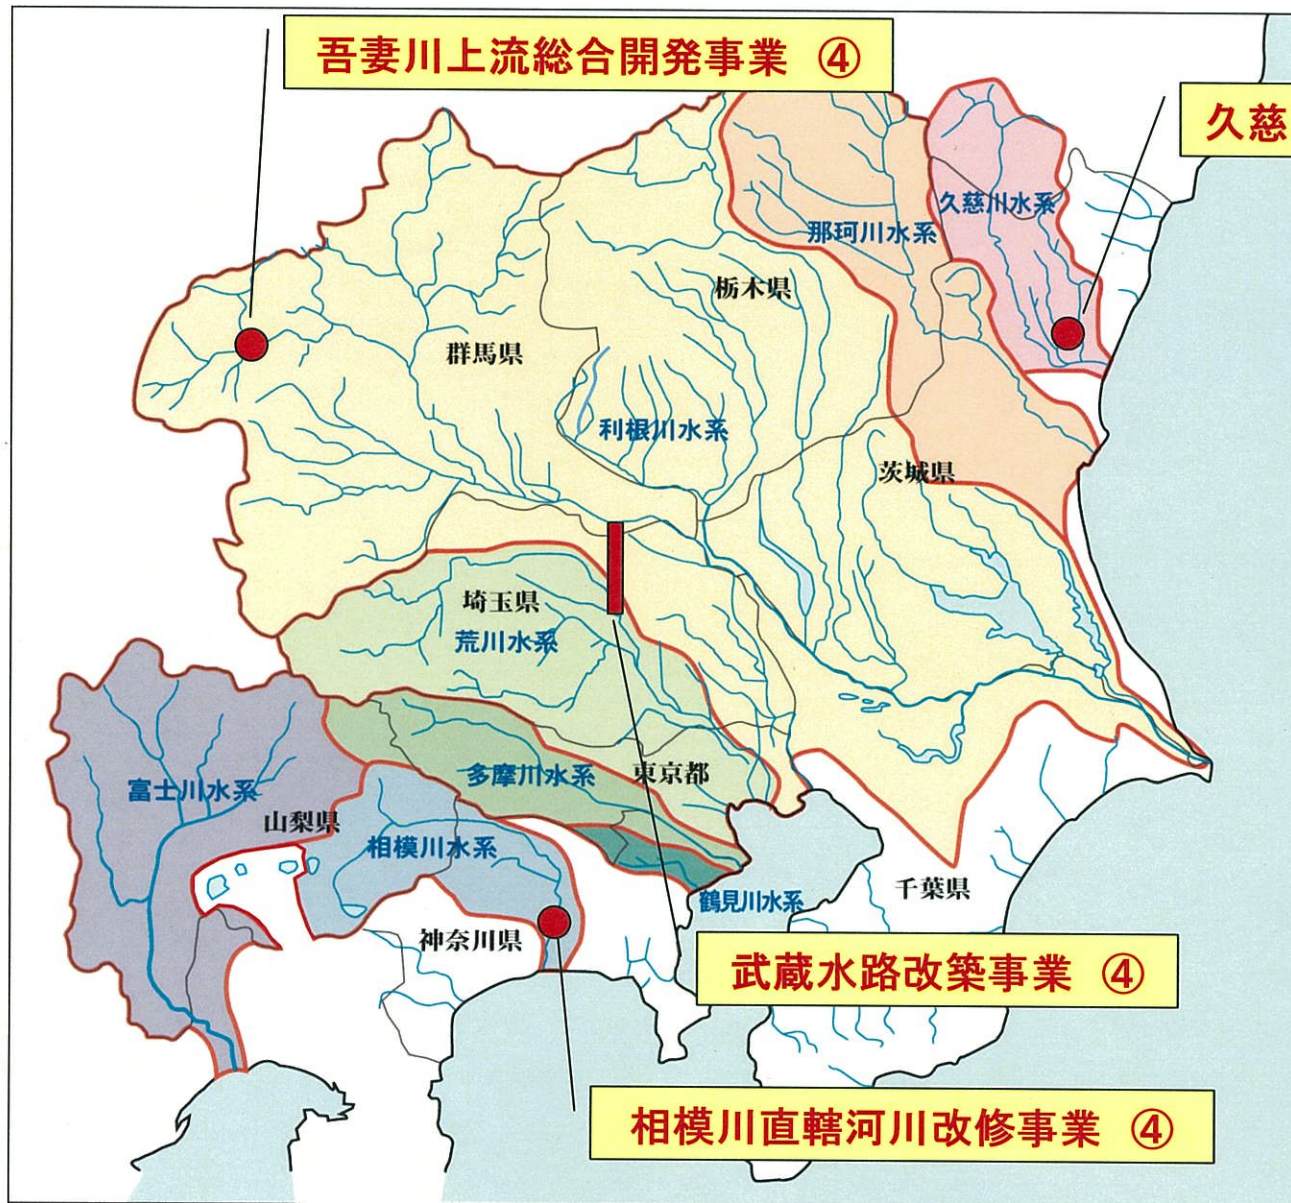 吾妻川上流総合開発事業 ④
久慈
久慈川水系
那珂川水系
栃木県
群馬県
利根川水系
茨城県
埼玉県
荒川水系
多摩川水系
東京都
富士川水系
山梨県
相模川水系
千葉県
鶴見川水系
神奈川県
武蔵水路改築事業 ④
相模川直轄河川改修事業 ④